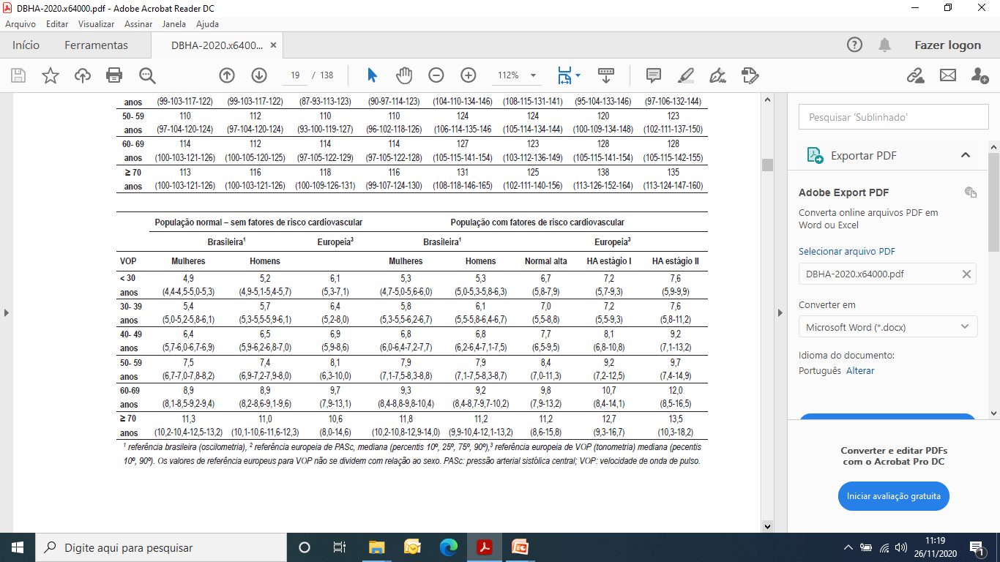 DBHA-2020.x64000.pdf - Adobe Acrobat Reader DC
Arquivo Editar Visualizar Assinar Janela Ajuda
Início Ferramentas DBHA-2020.x6400... × Fazer logon
19 / 138 112%
anos (99-103-117-122) (99-103-117-122) (87-93-113-123) (90-97-114-123) (104-110-134-146) (108-115-131-141) (95-104-133-146) (97-106-132-144)
50- 59 110 112 110 110 124 124 120 123
anos (97-104-120-124) (97-104-120-124) (93-100-119-127) (96-102-118-126) (106-114-135-146 (105-114-134-144) (100-109-134-148) (102-111-137-150)
60- 69 114 112 114 114 127 123 128 128
anos (100-103-121-126) (100-105-120-125) (97-105-122-129) (97-105-122-128) (105-115-141-154) (103-112-136-149) (105-115-141-154) (105-115-142-155)
≥ 70 113 116 118 116 131 125 138 135
anos (100-103-121-126) (100-103-121-126) (100-109-126-131) (99-107-124-130) (108-118-146-165) (102-111-140-156) (113-126-152-164) (113-124-147-160)
População normal – sem fatores de risco cardiovascular População com fatores de risco cardiovascular
Brasileira¹ Europeia³ Brasileira¹ Europeia³
VOP Mulheres Homens Mulheres Homens Normal alta HA estágio I HA estágio II
< 30 4,9 5,2 6,1 5,3 5,3 6,7 7,2 7,6
anos (4,4-4,5-5,0-5,3) (4,9-5,1-5,4-5,7) (5,3-7,1) (4,7-5,0-5,6-6,0) (5,0-5,3-5,8-6,3) (5,8-7,9) (5,7-9,3) (5,9-9,9)
30- 39 5,4 5,7 6,4 5,8 6,1 7,0 7,2 7,6
anos (5,0-5,2-5,8-6,1) (5,3-5,5-5,9-6,1) (5,2-8,0) (5,3-5,5-6,2-6,7) (5,5-5,8-6,4-6,7) (5,5-8,8) (5,5-9,3) (5,8-11,2)
40- 49 6,4 6,5 6,9 6,8 6,8 7,7 8,1 9,2
anos (5,7-6,0-6,7-6,9) (5,9-6,2-6,8-7,0) (5,9-8,6) (6,0-6,4-7,2-7,7) (6,2-6,4-7,1-7,5) (6,5-9,5) (6,8-10,8) (7,1-13,2)
50- 59 7,5 7,4 8,1 7,9 7,9 8,4 9,2 9,7
anos (6,7-7,0-7,8-8,2) (6,9-7,2-7,9-8,0) (6,3-10,0) (7,1-7,5-8,3-8,8) (7,1-7,5-8,3-8,7) (7,0-11,3) (7,2-12,5) (7,4-14,9)
60-69 8,9 8,9 9,7 9,3 9,2 9,8 10,7 12,0
anos (8,1-8,5-9,2-9,4) (8,2-8,6-9,1-9,6) (7,9-13,1) (8,4-8,8-9,8-10,4) (8,4-8,7-9,7-10,2) (7,9-13,2) (8,4-14,1) (8,5-16,5)
≥ 70 11,3 11,0 10,6 11,8 11,2 11,2 12,7 13,5
anos (10,2-10,4-12,5-13,2) (10,1-10,6-11,6-12,3) (8,0-14,6) (10,2-10,8-12,9-14,0) (9,9-10,4-12,1-13,2) (8,6-15,8) (9,3-16,7) (10,3-18,2)
¹ referência brasileira (oscilometria), ² referência europeia de PASc, mediana (percentis 10º, 25º, 75º, 90º),³ referência europeia de VOP (tonometria) mediana (pecentis
10º, 90º). Os valores de referência europeus para VOP não se dividem com relação ao sexo. PASc: pressão arterial sistólica central; VOP: velocidade de onda de pulso.
Pesquisar 'Sublinhado'
Exportar PDF
Adobe Export PDF
Converta online arquivos PDF em
Word ou Excel
Selecionar arquivo PDF
DBHA-2020.x64000.pdf
Converter em
Microsoft Word (*.docx)
Idioma do documento:
Português Alterar
Converter e editar PDFs
com o Acrobat Pro DC
Iniciar avaliação gratuita
Digite aqui para pesquisar
11:19
26/11/2020
1